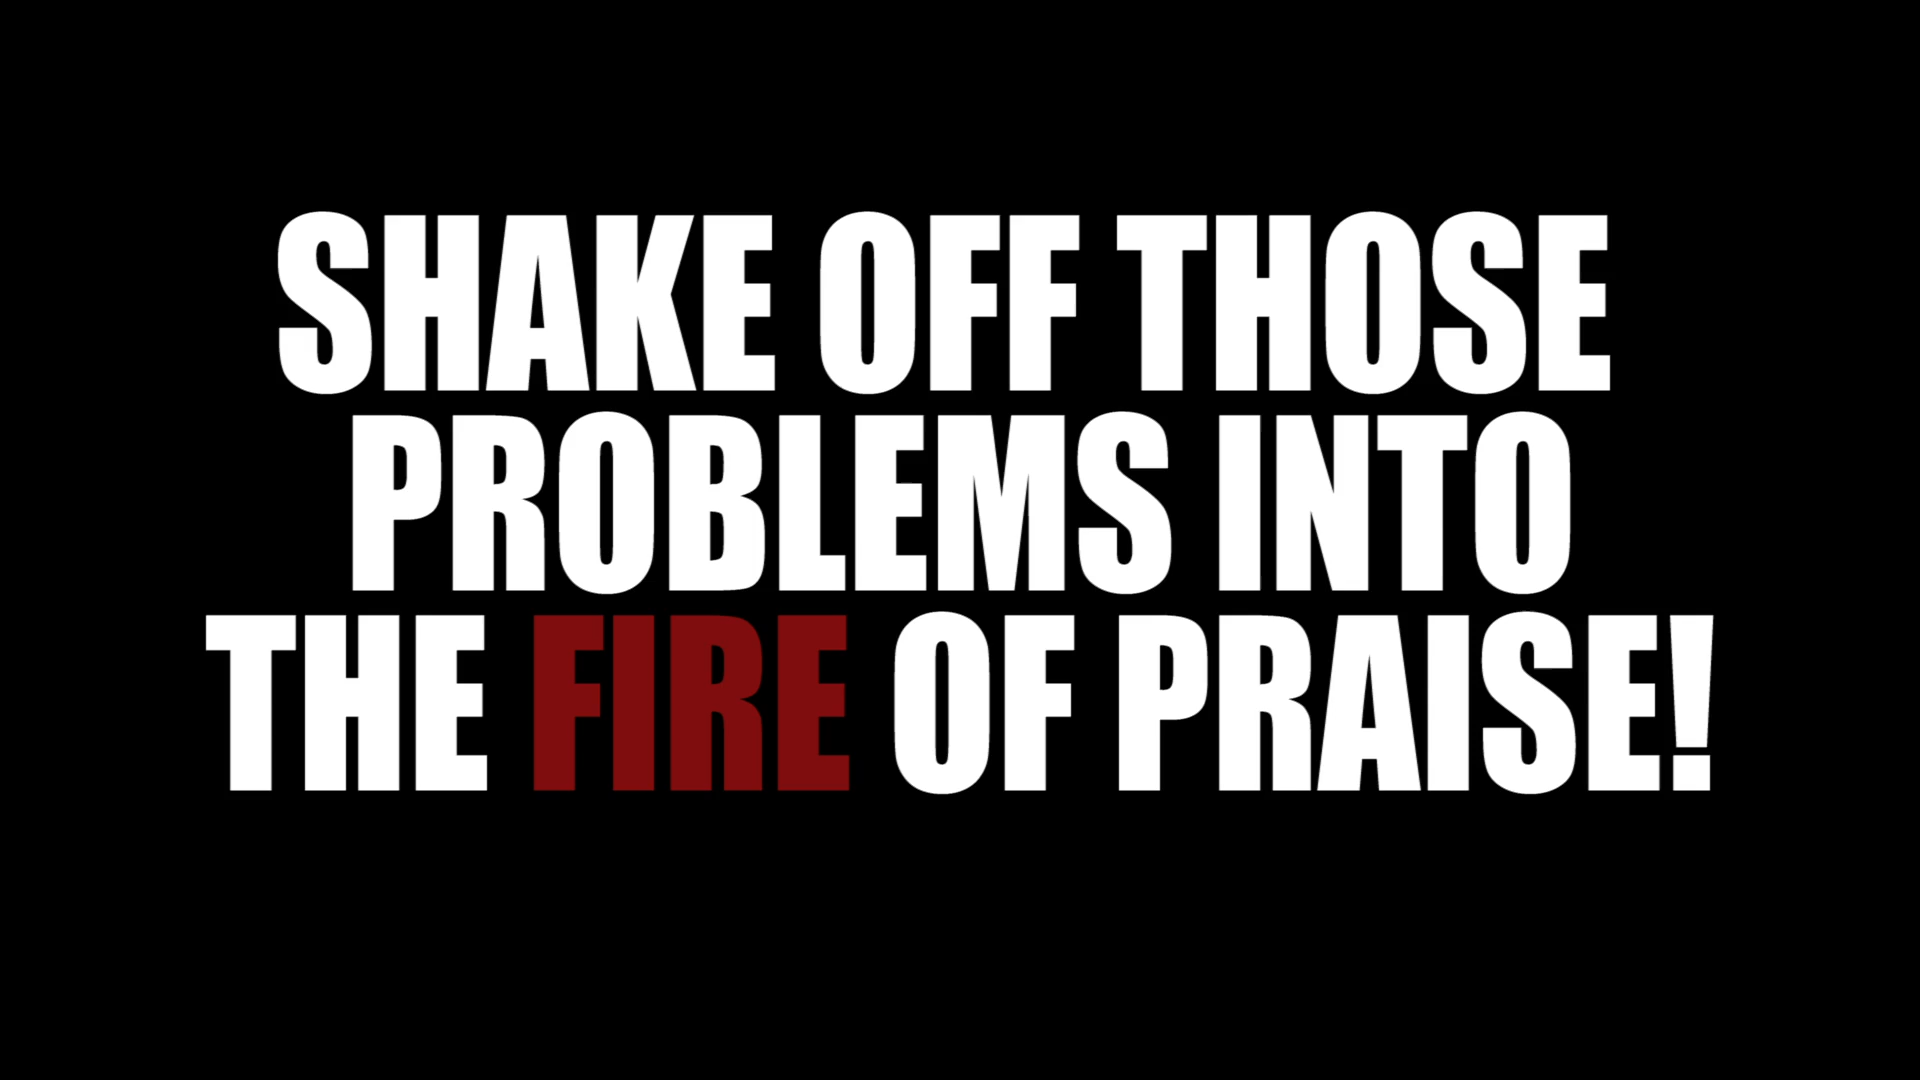 SHAKE OFF THOSE
PROBLEMS INTO
THE FIRE OF PRAISE!